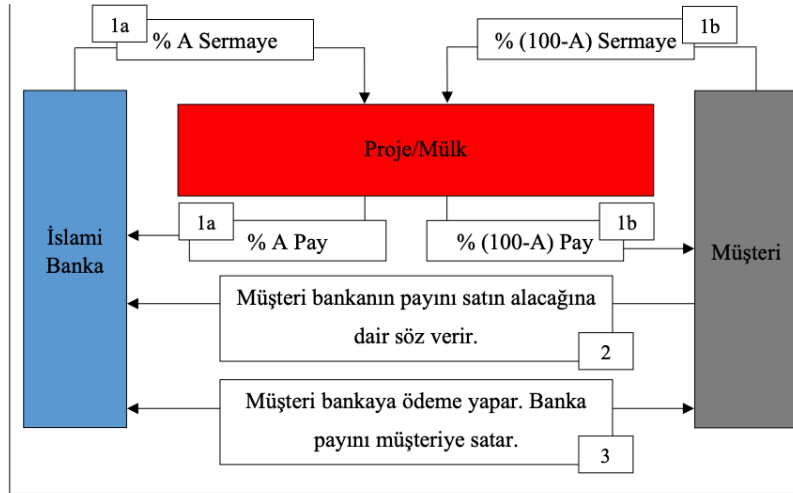 1a
% A Sermaye
% (100-A) Sermaye
1b
Proje/Mülk
1a
% A Pay
1b
% (100-A) Pay
İslami
Banka
Müşteri
Müşteri bankanın payını satın alacağına
dair söz verir.
2
Müşteri bankaya ödeme yapar. Banka
payını müşteriye satar.
3